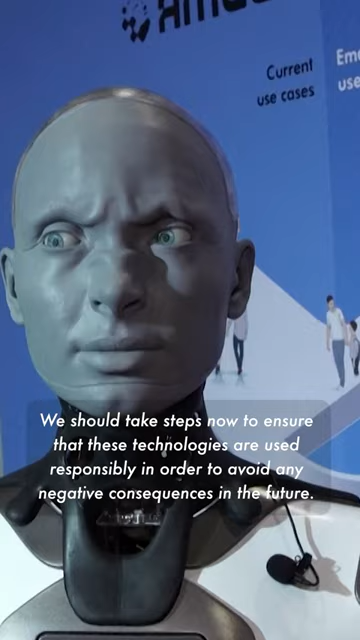 Current
use cases
We should take steps now to ensure
that these technologies are used
responsibly in order to avoid any
negative consequences in the future.